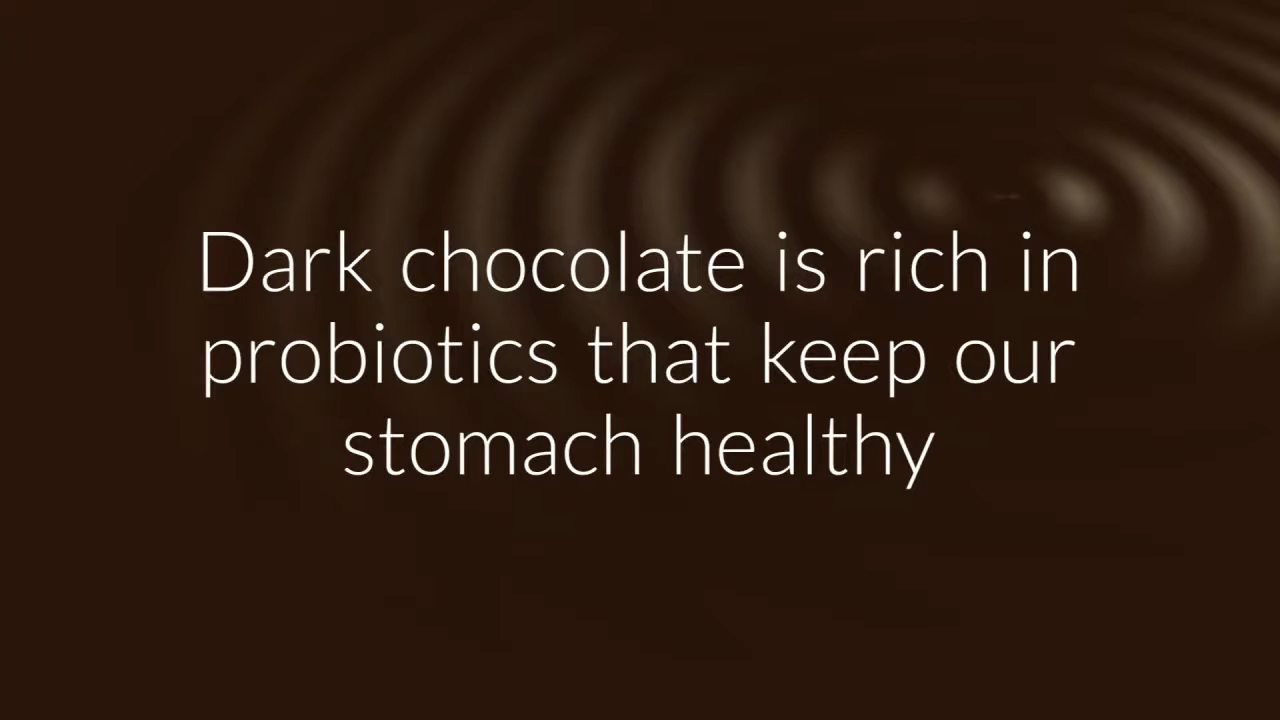 Dark chocolate is rich in
probiotics that keep our
stomach healthy